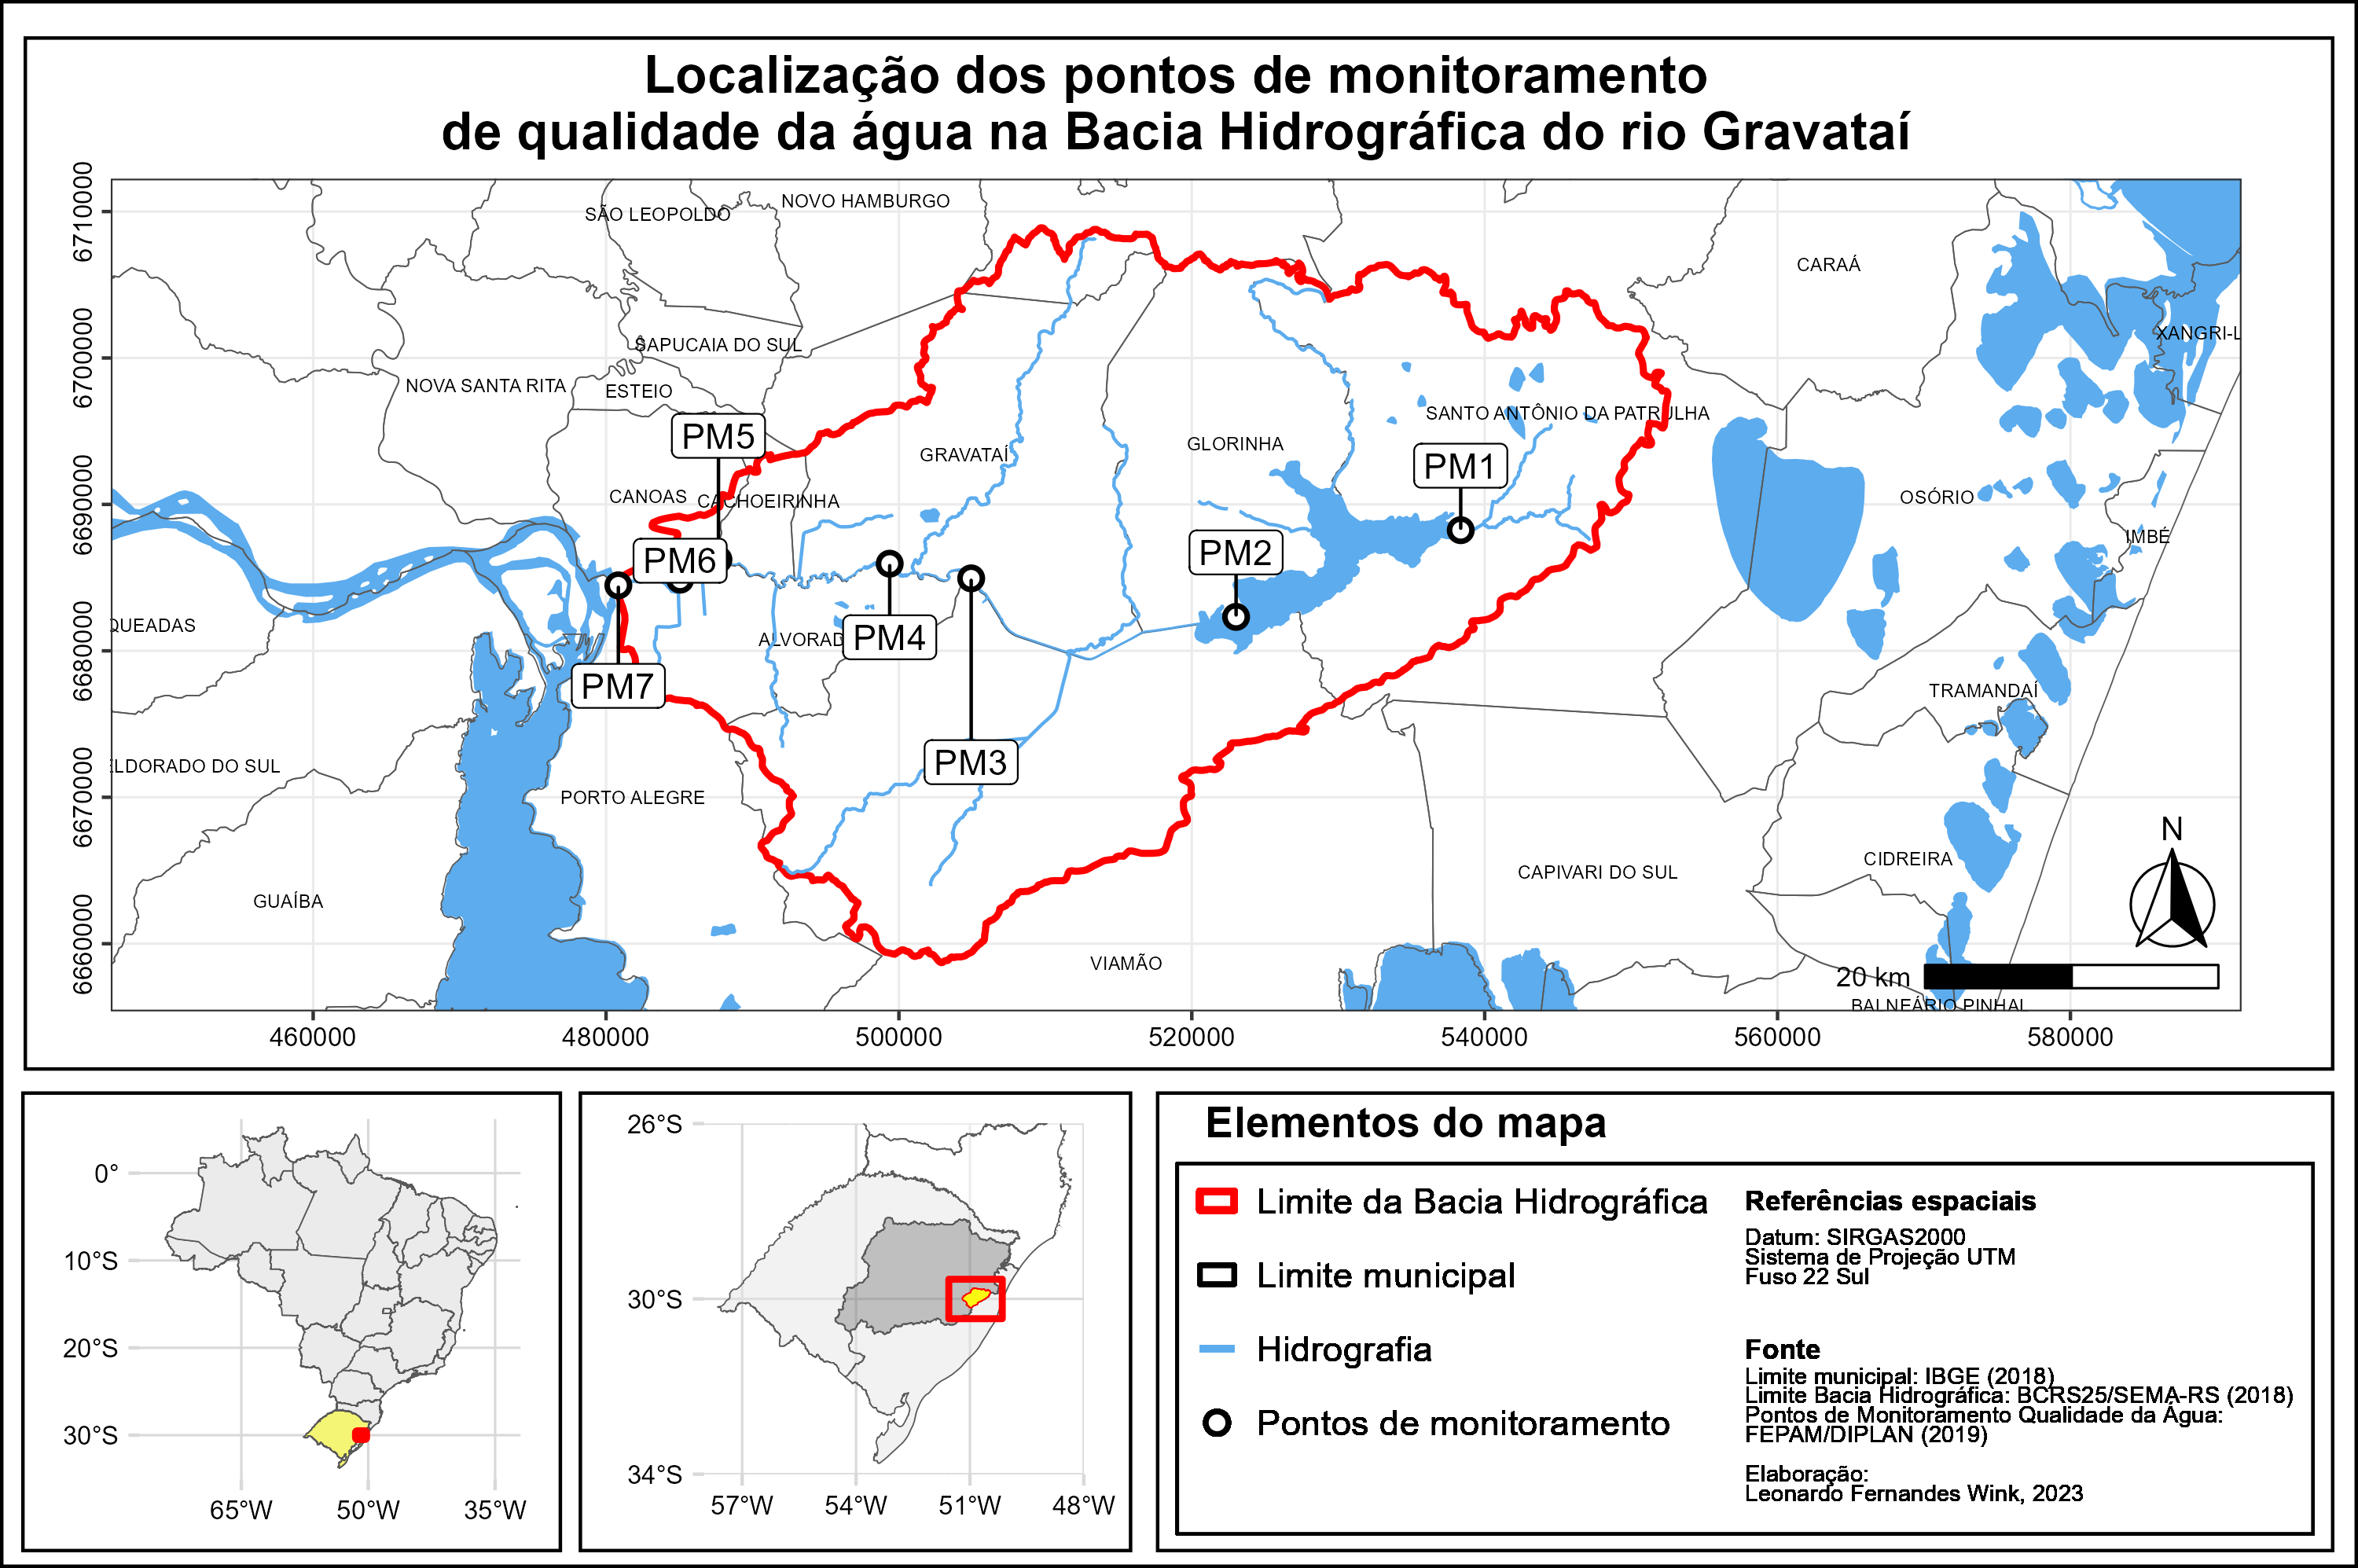 Localização dos pontos de monitoramento
de qualidade da água na Bacia Hidrográfica do rio Gravataí
6710000
6700000
6690000
6680000
6670000
6660000
NOVO HAMBURGO
SÃO LEOPOLDO
CARAÁ
XANGRI-L
SAPUCAIA DO SUL
NOVA SANTA RITA
ESTEIO
SANTO ANTÔNIO DA PATRULHA
PM5
GLORINHA
GRAVATAÍ
PM1
CANOAS
CACHOEIRINHA
OSÓRIO
IMBÉ
PM2
PM6
QUEADAS
ALVORAD
PM4
PM7
TRAMANDAÍ
PM3
ELDORADO DO SUL
PORTO ALEGRE
N
CIDREIRA
CAPIVARI DO SUL
GUAÍBA
VIAMÃO
20 km
BALNEÁRIO PINHAL
460000
480000
500000
520000
540000
560000
580000
0°
10°S
20°S
30°S
65°W
50°W
35°W
26°S
30°S
34°S
57°W
54°W
51°W
48°W
Elementos do mapa
Limite da Bacia Hidrográfica
Limite municipal
Hidrografia
Pontos de monitoramento
Referências espaciais
Datum: SIRGAS2000
Sistema de Projeção UTM
Fuso 22 Sul
Fonte
Limite municipal: IBGE (2018)
Limite Bacia Hidrográfica: BCRS25/SEMA-RS (2018)
Pontos de Monitoramento Qualidade da Água:
FEPAM/DIPLAN (2019)
Elaboração:
Leonardo Fernandes Wink, 2023